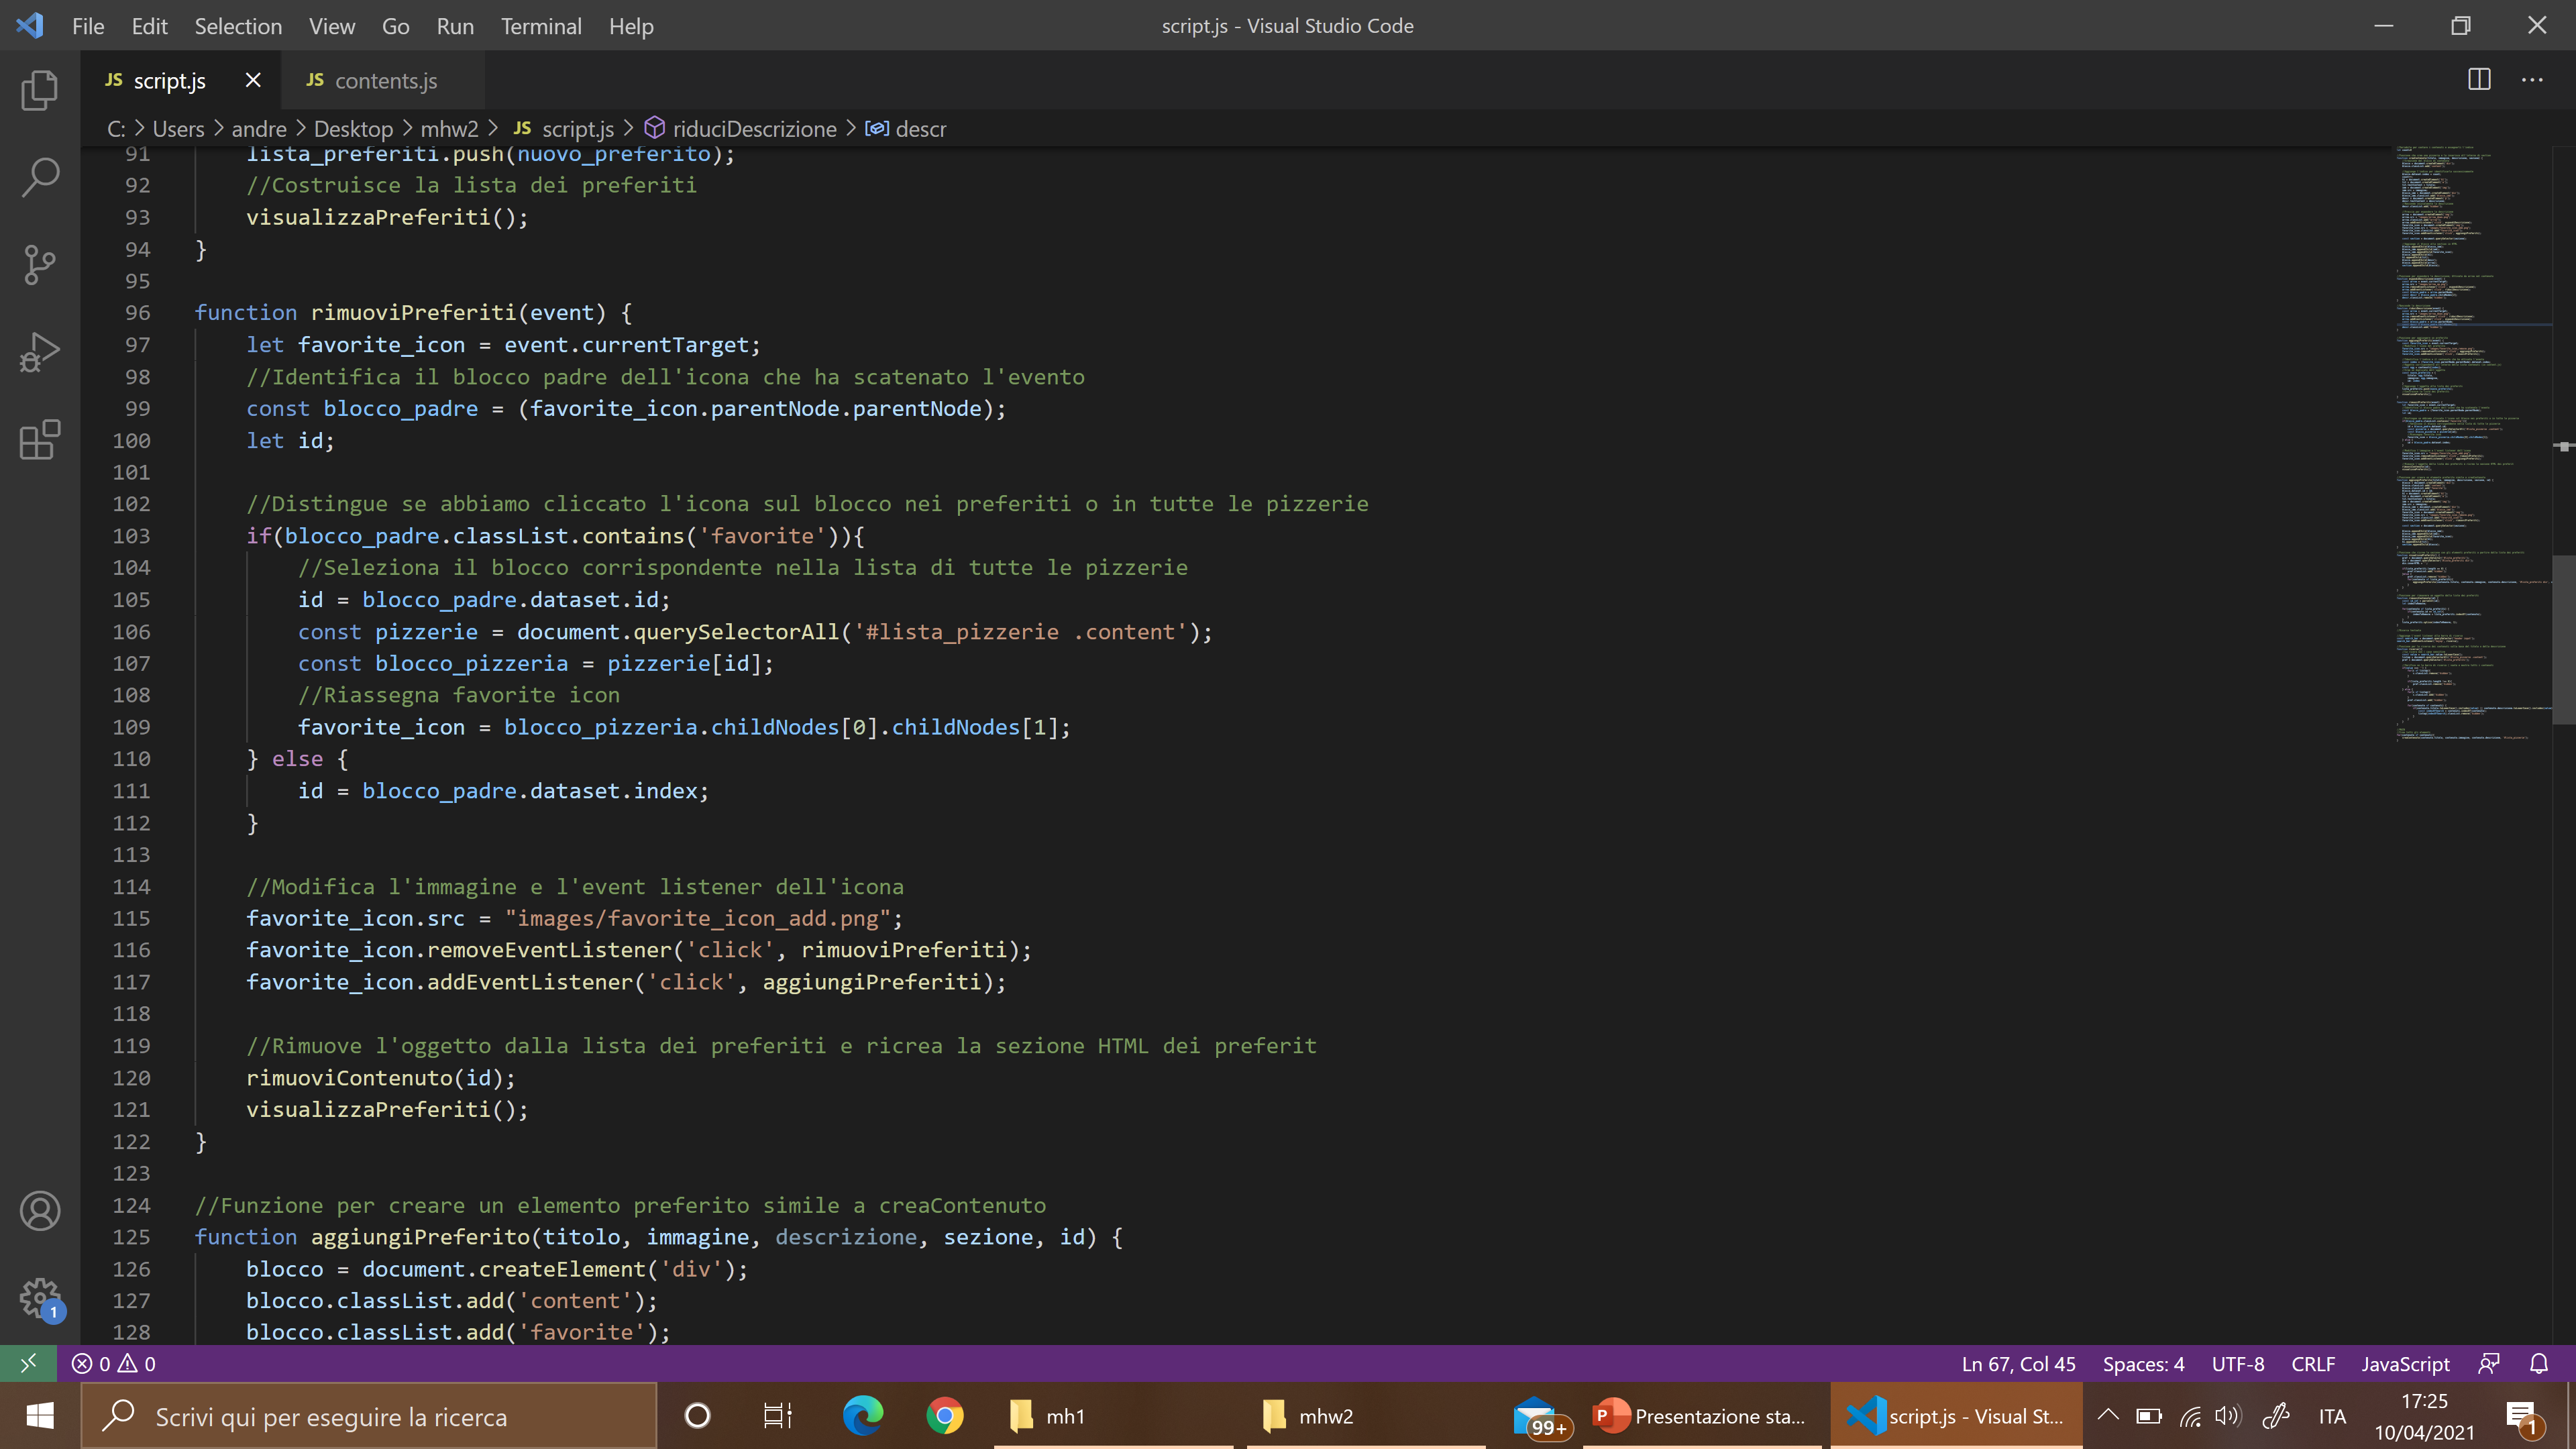 File Edit Selection View Go Run Terminal Help script.js - Visual Studio Code
JS script.js JS contents.js
C: > Users > andre > Desktop > mhw2 > JS script.js > riduciDescrizione > descr
91 lista_preferiti.push(nuovo_preferito);
92 //Costruisce la lista dei preferiti
93 visualizzaPreferiti();
94 }
95
96 function rimuoviPreferiti(event) {
97 let favorite_icon = event.currentTarget;
98 //Identifica il blocco padre dell'icona che ha scatenato l'evento
99 const blocco_padre = (favorite_icon.parentNode.parentNode);
100 let id;
101
102 //Distingue se abbiamo cliccato l'icona sul blocco nei preferiti o in tutte le pizzerie
103 if(blocco_padre.classList.contains('favorite')){
104 //Seleziona il blocco corrispondente nella lista di tutte le pizzerie
105 id = blocco_padre.dataset.id;
106 const pizzerie = document.querySelectorAll('#lista_pizzerie .content');
107 const blocco_pizzeria = pizzerie[id];
108 //Riassegna favorite icon
109 favorite_icon = blocco_pizzeria.childNodes[0].childNodes[1];
110 } else {
111 id = blocco_padre.dataset.index;
112 }
113
114 //Modifica l'immagine e l'event listener dell'icona
115 favorite_icon.src = "images/favorite_icon_add.png";
116 favorite_icon.removeEventListener('click', rimuoviPreferiti);
117 favorite_icon.addEventListener('click', aggiungiPreferiti);
118
119 //Rimuove l'oggetto dalla lista dei preferiti e ricrea la sezione HTML dei preferit
120 rimuoviContenuto(id);
121 visualizzaPreferiti();
122 }
123
124 //Funzione per creare un elemento preferito simile a creaContenuto
125 function aggiungiPreferito(titolo, immagine, descrizione, sezione, id) {
126 blocco = document.createElement('div');
127 blocco.classList.add('content');
128 blocco.classList.add('favorite');
1
0 0 Ln 67, Col 45 Spaces: 4 UTF-8 CRLF JavaScript
Scrivi qui per eseguire la ricerca mh1 mhw2 99+ P Presentazione sta... script.js - Visual St... ITA 17:25 1
10/04/2021